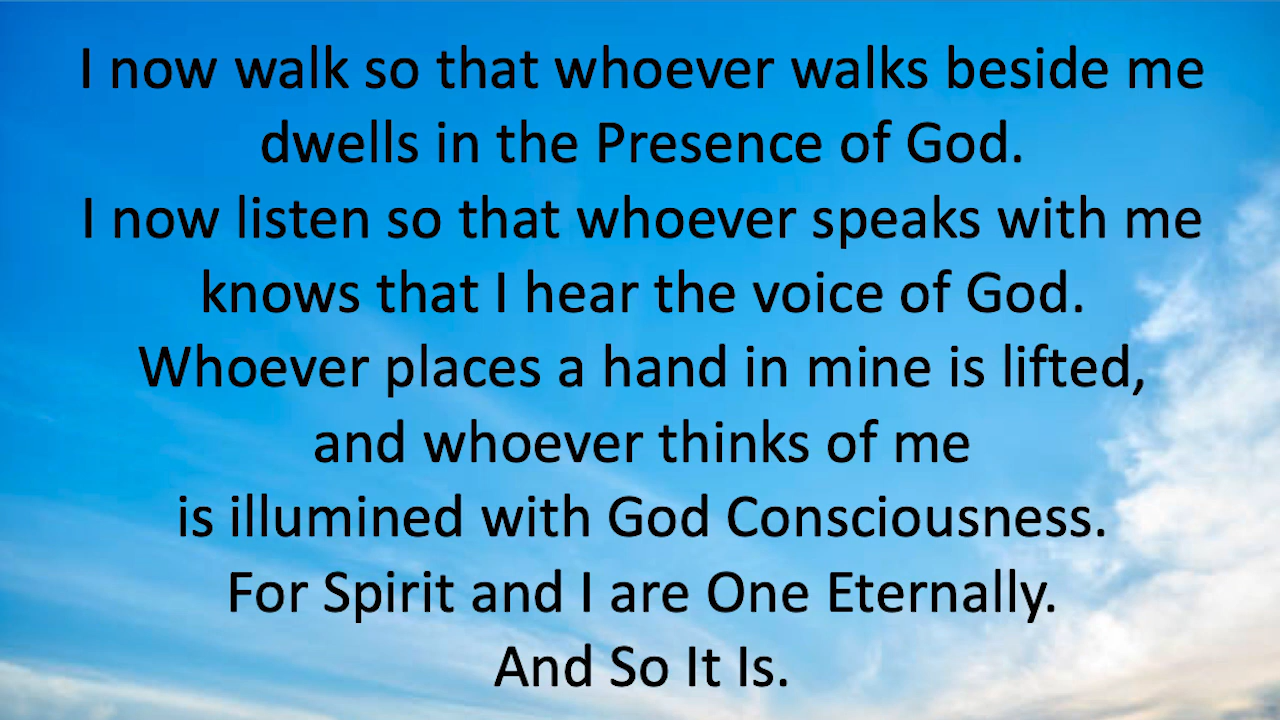 I now walk so that whoever walks beside me
dwells in the Presence of God.
I now listen so that whoever speaks with me
knows that I hear the voice of God.
Whoever places a hand in mine is lifted,
and whoever thinks of me
is illumined with God Consciousness.
For Spirit and I are One Eternally.
And So It Is.